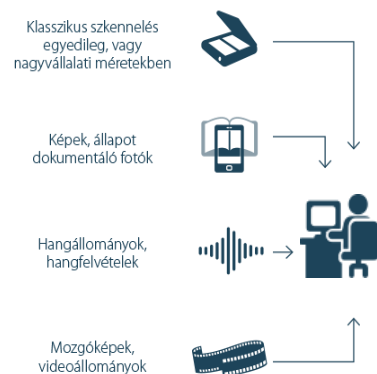 Klasszikus szkennelés
egyedileg, vagy
nagyvállalati méretekben
Képek, állapot
dokumentáló fotók
Hangállományok,
hangfelvételek
Mozgóképek,
videoállományok